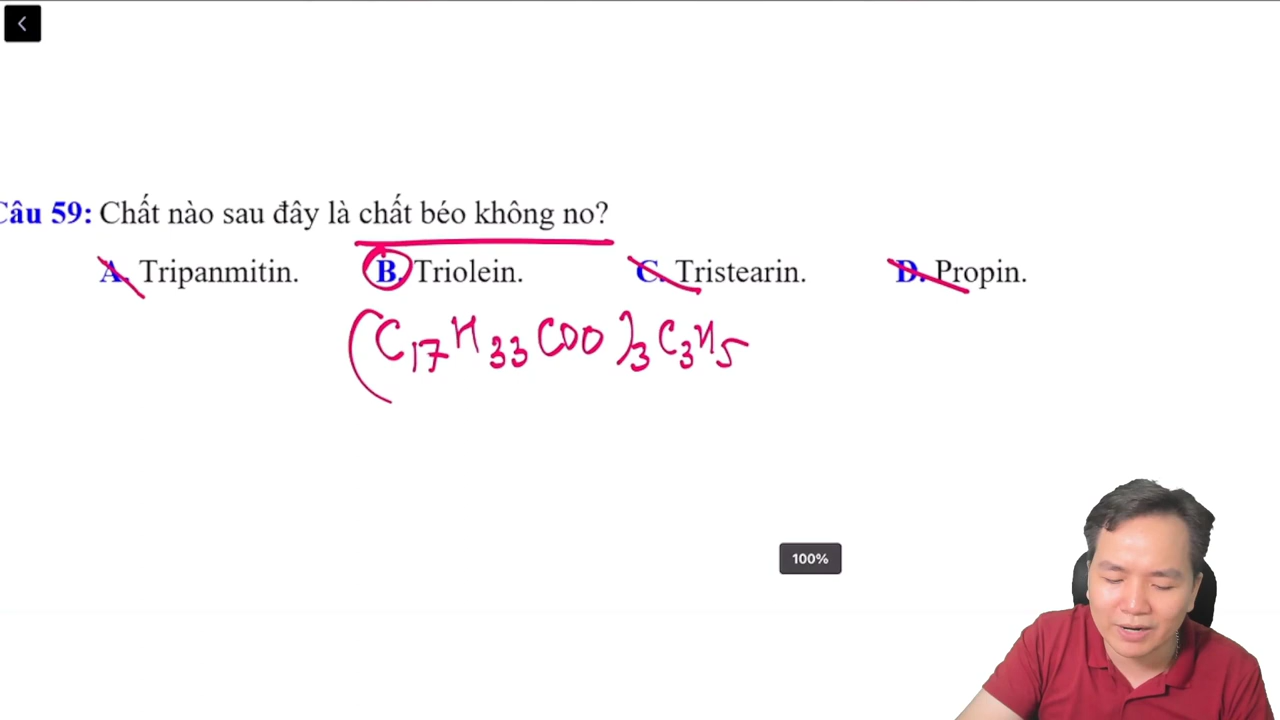 Câu 59: Chất nào sau đây là chất béo không no?
A. Tripanmitin. B. Triolein. C. Tristearin. D. Propin.
(C17H33COO)3C3H5
100%